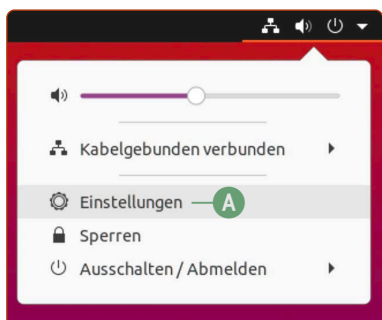 Kabelgebunden verbunden
Einstellungen A
Sperren
Ausschalten / Abmelden